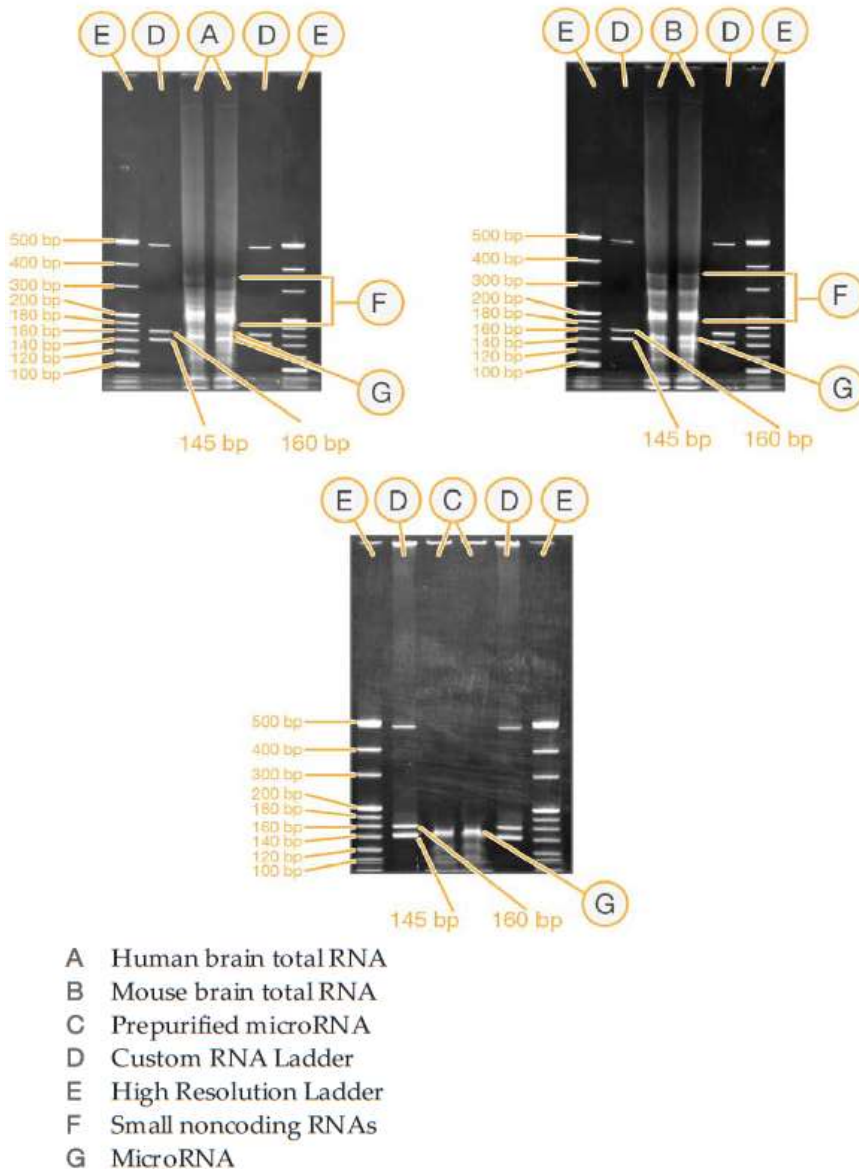 E D A D E
500 bp
400 bp
300 bp
200 bp
180 bp
160 bp
140 bp
120 bp
100 bp
F
G
145 bp 160 bp
E D B D E
500 bp
400 bp
300 bp
200 bp
180 bp
160 bp
140 bp
120 bp
100 bp
F
G
145 bp 160 bp
E D C D E
500 bp
400 bp
300 bp
200 bp
180 bp
160 bp
140 bp
120 bp
100 bp
G
145 bp 160 bp
A Human brain total RNA
B Mouse brain total RNA
C Prepurified microRNA
D Custom RNA Ladder
E High Resolution Ladder
F Small noncoding RNAs
G MicroRNA